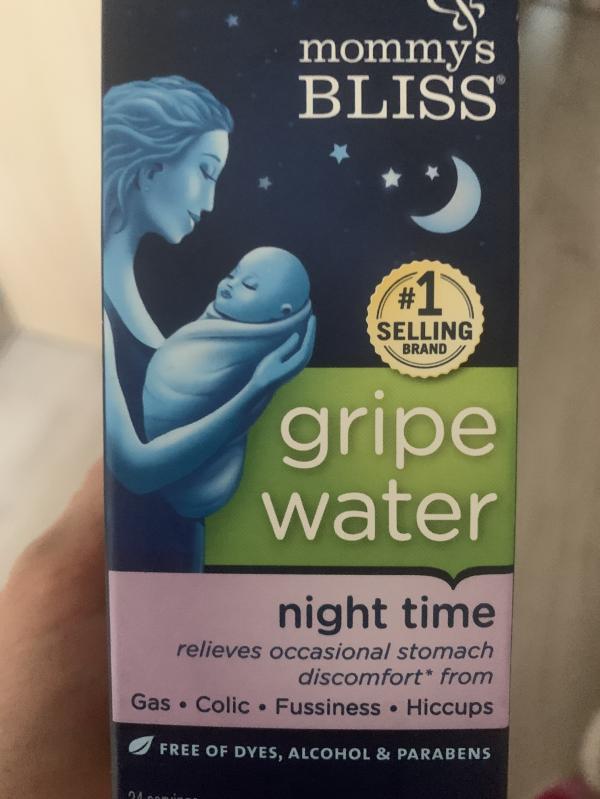 mommy's
BLISS®
#1
SELLING
BRAND
gripe
water
night time
relieves occasional stomach
discomfort* from
Gas • Colic • Fussiness • Hiccups
FREE OF DYES, ALCOHOL & PARABENS